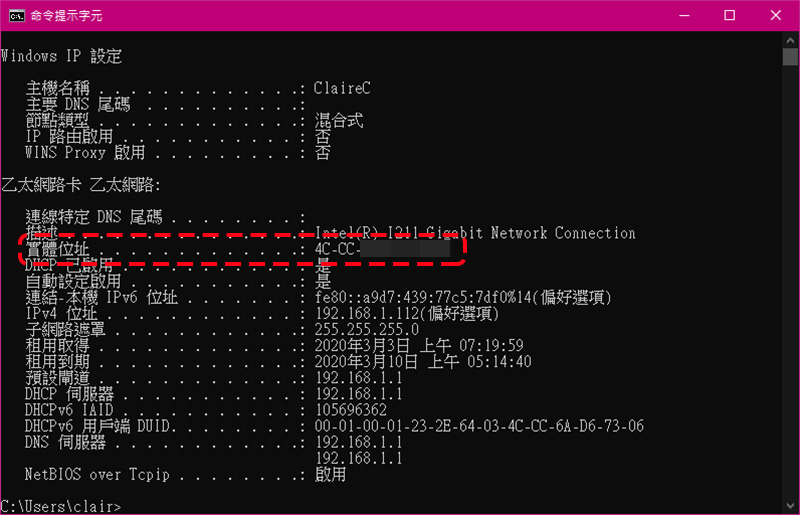 命令提示字元
Windows IP 設定
主機名稱 . . . . . . . . . . . . .: ClaireC
主要 DNS 尾碼 . . . . . . . . . . :
節點類型 . . . . . . . . . . . . .: 混合式
IP 路由啟用 . . . . . . . . . . . : 否
WINS Proxy 啟用 . . . . . . . . . : 否
乙太網路卡 乙太網路:
連線特定 DNS 尾碼 . . . . . . . . :
描述 . . . . . . . . . . . . . . .: Intel(R) I211 Gigabit Network Connection
實體位址 . . . . . . . . . . . . .: 4C-CC-
DHCP 已啟用 . . . . . . . . . . . : 是
自動設定啟用 . . . . . . . . . . .: 是
連結-本機 IPv6 位址 . . . . . . . : fe80::a9d7:439:77c5:7df0%14(偏好選項)
IPv4 位址 . . . . . . . . . . . . : 192.168.1.112(偏好選項)
子網路遮罩 . . . . . . . . . . . .: 255.255.255.0
租用取得 . . . . . . . . . . . . .: 2020年3月3日 上午 07:19:59
租用到期 . . . . . . . . . . . . .: 2020年3月10日 上午 05:14:40
預設閘道 . . . . . . . . . . . . .: 192.168.1.1
DHCP 伺服器 . . . . . . . . . . . : 192.168.1.1
DHCPv6 IAID . . . . . . . . . . . : 105696362
DHCPv6 用戶端 DUID. . . . . . . . : 00-01-00-01-23-2E-64-03-4C-CC-6A-D6-73-06
DNS 伺服器 . . . . . . . . . . . .: 192.168.1.1
192.168.1.1
NetBIOS over Tcpip . . . . . . . .: 啟用
C:\Users\clair>